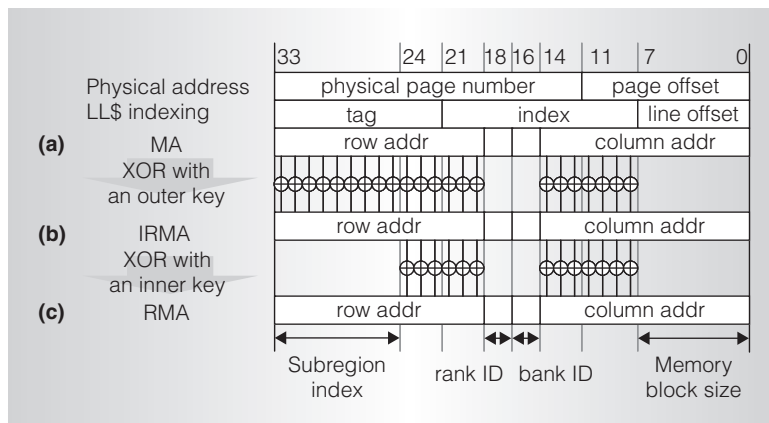 33 24 21 18 16 14 11 7 0
Physical address physical page number page offset
LL$ indexing tag index line offset
(a) MA row addr column addr
XOR with
an outer key
(b) IRMA row addr column addr
XOR with
an inner key
(c) RMA row addr column addr
Subregion
index
rank ID bank ID
Memory
block size